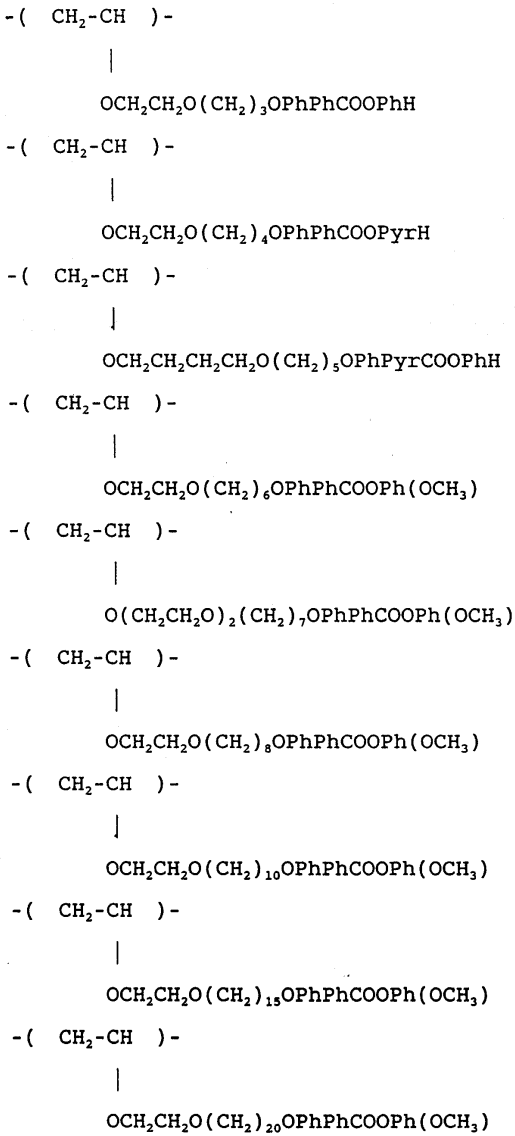 -( CH₂-CH )-
|
OCH₂CH₂O(CH₂)₃OPhPhCOOPhH
-( CH₂-CH )-
|
OCH₂CH₂O(CH₂)₄OPhPhCOOPyrH
-( CH₂-CH )-
|
OCH₂CH₂CH₂CH₂O(CH₂)₅OPhPyrCOOPhH
-( CH₂-CH )-
|
OCH₂CH₂O(CH₂)₆OPhPhCOOPh(OCH₃)
-( CH₂-CH )-
|
O(CH₂CH₂O)₂(CH₂)₇OPhPhCOOPh(OCH₃)
-( CH₂-CH )-
|
OCH₂CH₂O(CH₂)₈OPhPhCOOPh(OCH₃)
-( CH₂-CH )-
|
OCH₂CH₂O(CH₂)₁₀OPhPhCOOPh(OCH₃)
-( CH₂-CH )-
|
OCH₂CH₂O(CH₂)₁₅OPhPhCOOPh(OCH₃)
-( CH₂-CH )-
|
OCH₂CH₂O(CH₂)₂₀OPhPhCOOPh(OCH₃)